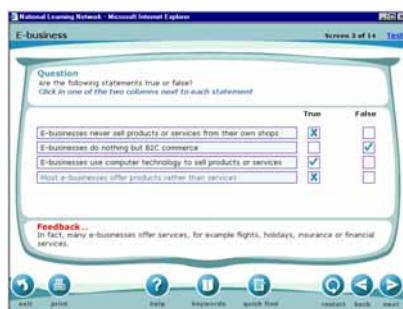 National Learning Network - Microsoft Internet Explorer
E-business
Screen 3 of 14 Text
Question
Are the following statements true or false?
Click in one of the two columns next to each statement
True False
E-businesses never sell products or services from their own shops X
E-businesses do nothing but B2C commerce ✓
E-businesses use computer technology to sell products or services ✓
Most e-businesses offer products rather than services X
Feedback..
In fact, many e-businesses offer services, for example flights, holidays, insurance or financial
services.
exit print help keywords quick find restart back next